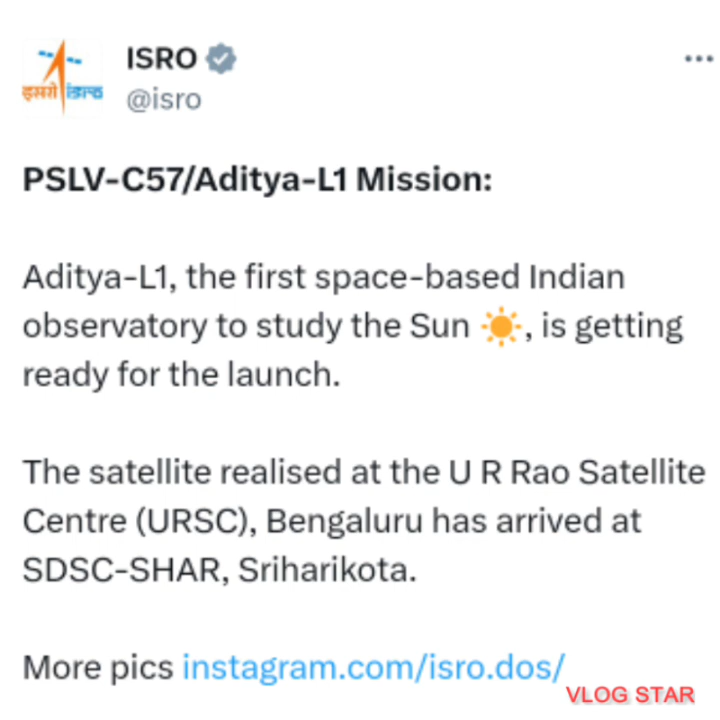 इसरो isro
ISRO
@isro
PSLV-C57/Aditya-L1 Mission:
Aditya-L1, the first space-based Indian
observatory to study the Sun ☀️, is getting
ready for the launch.
The satellite realised at the U R Rao Satellite
Centre (URSC), Bengaluru has arrived at
SDSC-SHAR, Sriharikota.
More pics instagram.com/isro.dos/
VLOG STAR